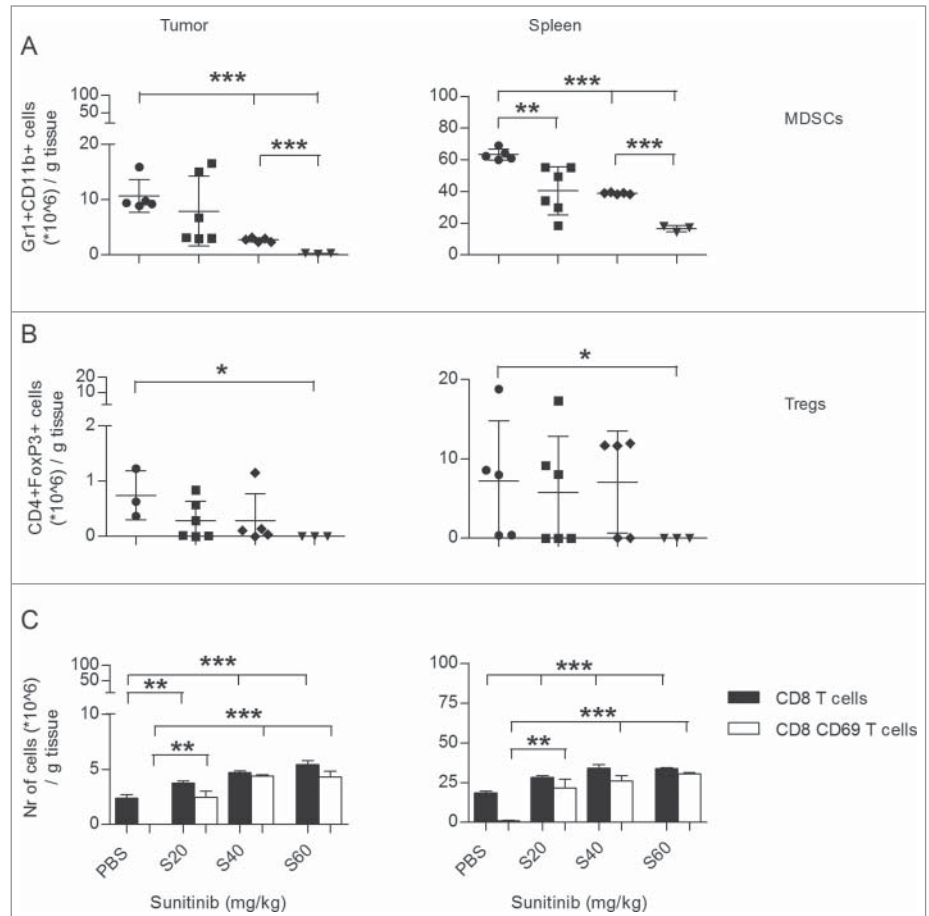 Tumor
Spleen
A
Gr1+CD11b+ cells
(*10^6) / g tissue
100
50
20
10
0
***
***
100
80
60
40
20
0
***
**
***
MDSCs
B
CD4+FoxP3+ cells
(*10^6) / g tissue
20
10
2
1
0
*
20
10
0
*
Tregs
C
Nr of cells (*10^6)
/ g tissue
100
50
10
5
0
***
**
***
**
PBS
S20
S40
S60
Sunitinib (mg/kg)
100
75
50
25
0
***
***
**
PBS
S20
S40
S60
Sunitinib (mg/kg)
CD8 T cells
CD8 CD69 T cells